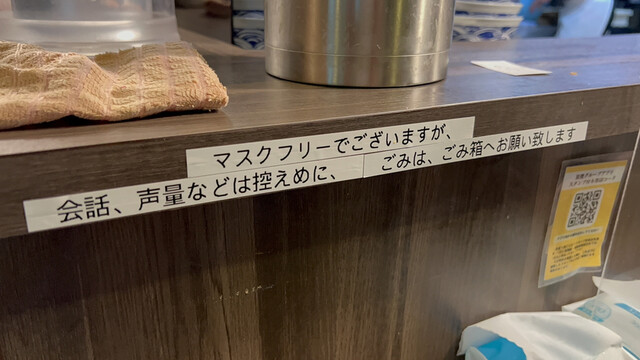 マスクフリーでございますが、
会話、声量などは控えめに、
ごみは、ごみ箱へお願い致します